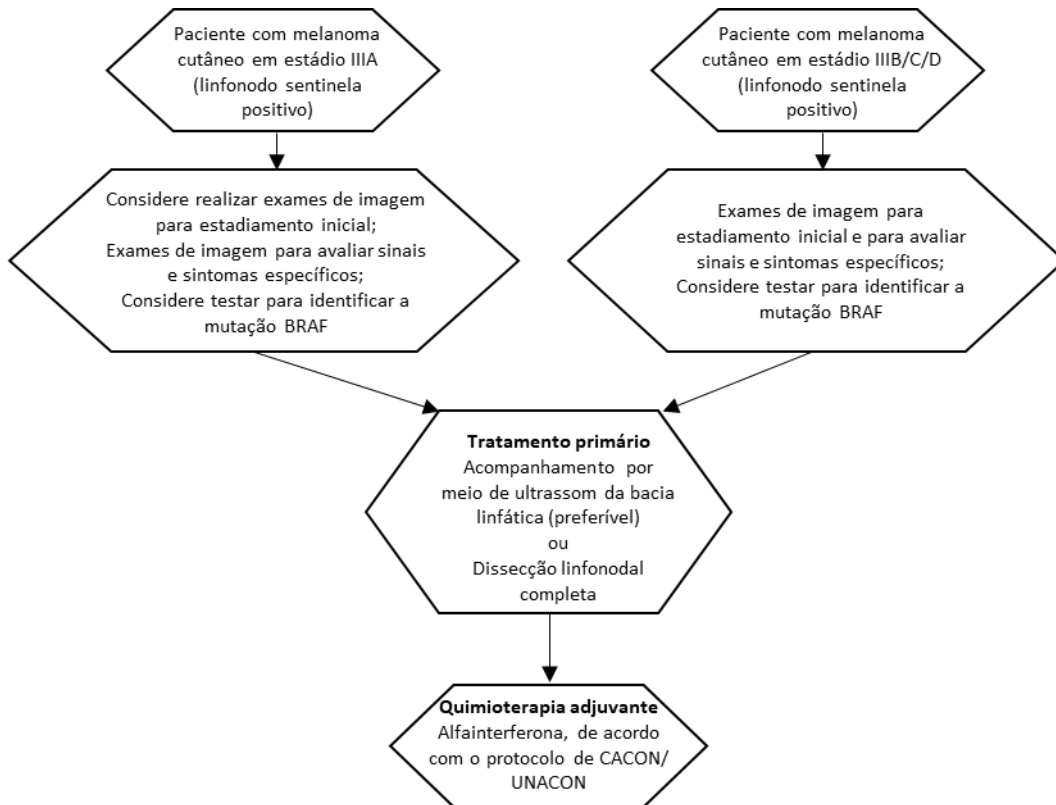 Paciente com melanoma
cutâneo em estádio IIIA
(linfonodo sentinela
positivo)
Paciente com melanoma
cutâneo em estádio IIIB/C/D
(linfonodo sentinela
positivo)
Considere realizar exames de imagem
para estadiamento inicial;
Exames de imagem para avaliar sinais
e sintomas específicos;
Considere testar para identificar a
mutação BRAF
Exames de imagem para
estadiamento inicial e para avaliar
sinais e sintomas específicos;
Considere testar para identificar a
mutação BRAF
Tratamento primário
Acompanhamento por
meio de ultrassom da bacia
linfática (preferível)
ou
Dissecção linfonodal
completa
Quimioterapia adjuvante
Alfainterferona, de acordo
com o protocolo de CACON/
UNACON